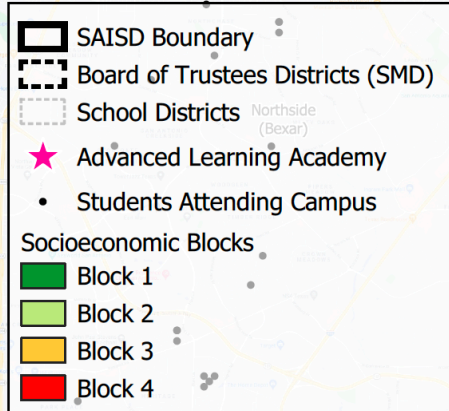 SAISD Boundary
Board of Trustees Districts (SMD)
School Districts
Northside
(Bexar)
Advanced Learning Academy
Students Attending Campus
Socioeconomic Blocks
Block 1
Block 2
Block 3
Block 4